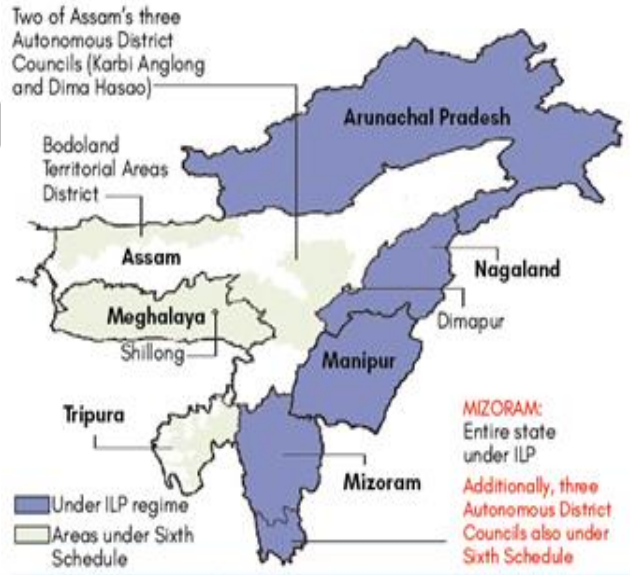 Two of Assam's three
Autonomous District
Councils (Karbi Anglong
and Dima Hasao)
Arunachal Pradesh
Bodoland
Territorial Areas
District
Assam
Nagaland
Meghalaya
Dimapur
Shillong
Manipur
Tripura
MIZORAM:
Entire state
under ILP
Mizoram
Additionally, three
Autonomous District
Councils also under
Sixth Schedule
Under ILP regime
Areas under Sixth
Schedule